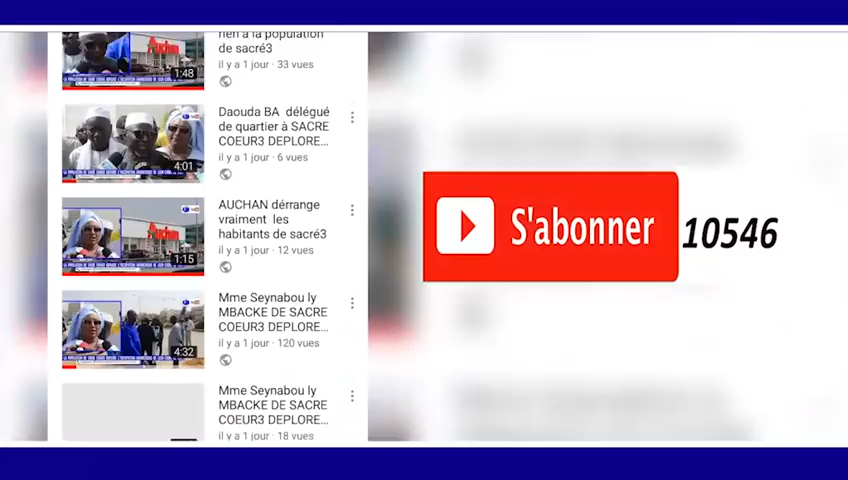 rien à la population
de sacré3
il y a 1 jour · 33 vues
1:48
Auchan
Daouda BA délégué
de quartier à SACRE
COEUR3 DEPLORE...
il y a 1 jour · 6 vues
4:01
AUCHAN dérrange
vraiment les
habitants de sacré3
il y a 1 jour · 12 vues
Auchan
1:15
Mme Seynabou ly
MBACKE DE SACRE
COEUR3 DEPLORE...
il y a 1 jour · 120 vues
4:32
Mme Seynabou ly
MBACKE DE SACRE
COEUR3 DEPLORE...
il y a 1 jour · 18 vues
S'abonner
10546